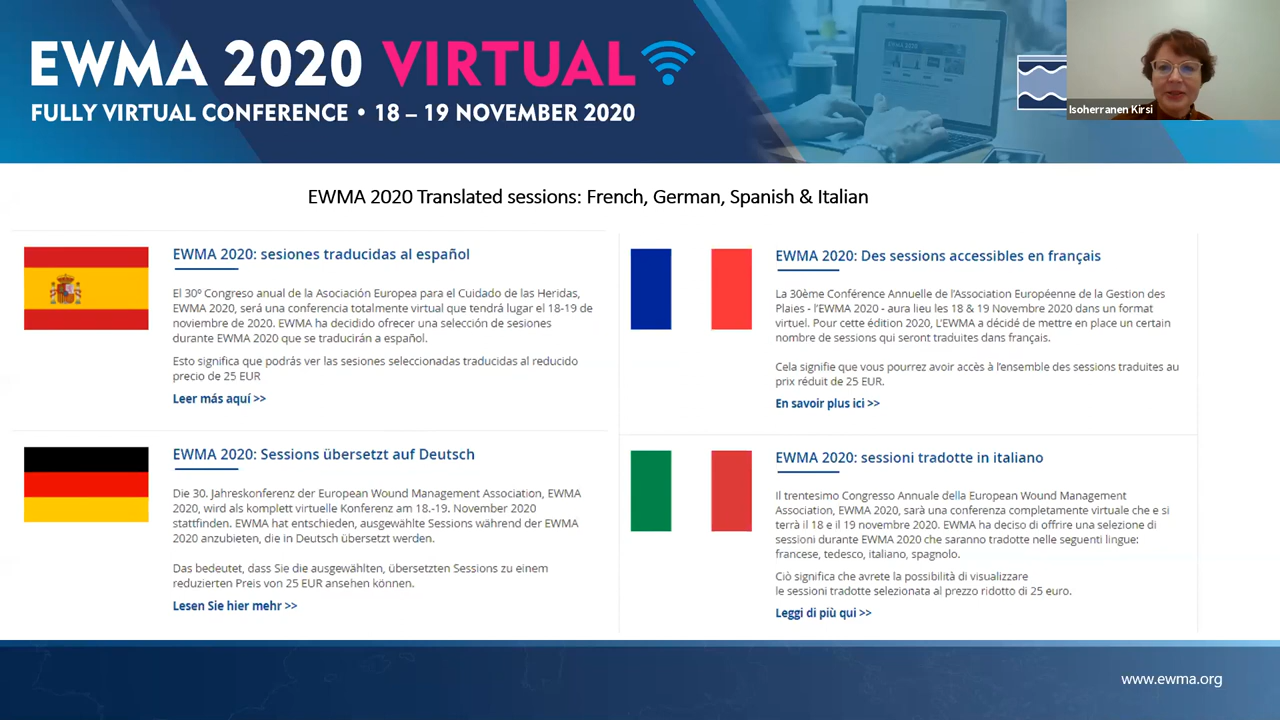 EWMA 2020 VIRTUAL
FULLY VIRTUAL CONFERENCE • 18 – 19 NOVEMBER 2020
Isoherranen Kirsi
EWMA 2020 Translated sessions: French, German, Spanish & Italian
EWMA 2020: sesiones traducidas al español
El 30º Congreso anual de la Asociación Europea para el Cuidado de las Heridas,
EWMA 2020, será una conferencia totalmente virtual que tendrá lugar el 18-19 de
noviembre de 2020. EWMA ha decidido ofrecer una selección de sesiones
durante EWMA 2020 que se traducirán a español.
Esto significa que podrás ver las sesiones seleccionadas traducidas al reducido
precio de 25 EUR
Leer más aquí >>
EWMA 2020: Des sessions accessibles en français
La 30ème Conférence Annuelle de l'Association Européenne de la Gestion des
Plaies - l'EWMA 2020 - aura lieu les 18 & 19 Novembre 2020 dans un format
virtuel. Pour cette édition 2020, L'EWMA a décidé de mettre en place un certain
nombre de sessions qui seront traduites dans français.
Cela signifie que vous pourrez avoir accès à l'ensemble des sessions traduites au
prix réduit de 25 EUR.
En savoir plus ici >>
EWMA 2020: Sessions übersetzt auf Deutsch
Die 30. Jahreskonferenz der European Wound Management Association, EWMA
2020, wird als komplett virtuelle Konferenz am 18.-19. November 2020
stattfinden. EWMA hat entschieden, ausgewählte Sessions während der EWMA
2020 anzubieten, die in Deutsch übersetzt werden.
Das bedeutet, dass Sie die ausgewählten, übersetzten Sessions zu einem
reduzierten Preis von 25 EUR ansehen können.
Lesen Sie hier mehr >>
EWMA 2020: sessioni tradotte in italiano
Il trentesimo Congresso Annuale della European Wound Management
Association, EWMA 2020, sarà una conferenza completamente virtuale che e si
terrà il 18 e il 19 novembre 2020. EWMA ha deciso di offrire una selezione di
sessioni durante EWMA 2020 che saranno tradotte nelle seguenti lingue:
francese, tedesco, italiano, spagnolo.
Ciò significa che avrete la possibilità di visualizzare
le sessioni tradotte selezionata al prezzo ridotto di 25 euro.
Leggi di più qui >>
www.ewma.org